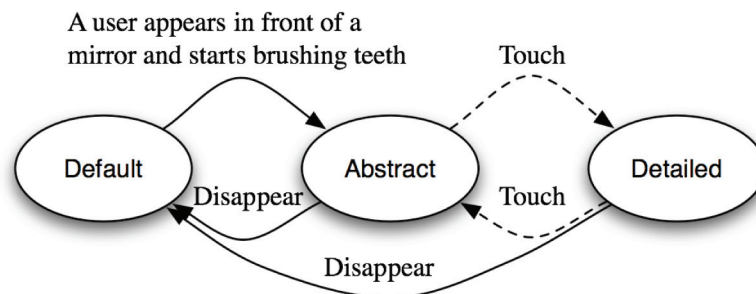 A user appears in front of a
mirror and starts brushing teeth
Touch
Default
Abstract
Detailed
Disappear
Touch
Disappear